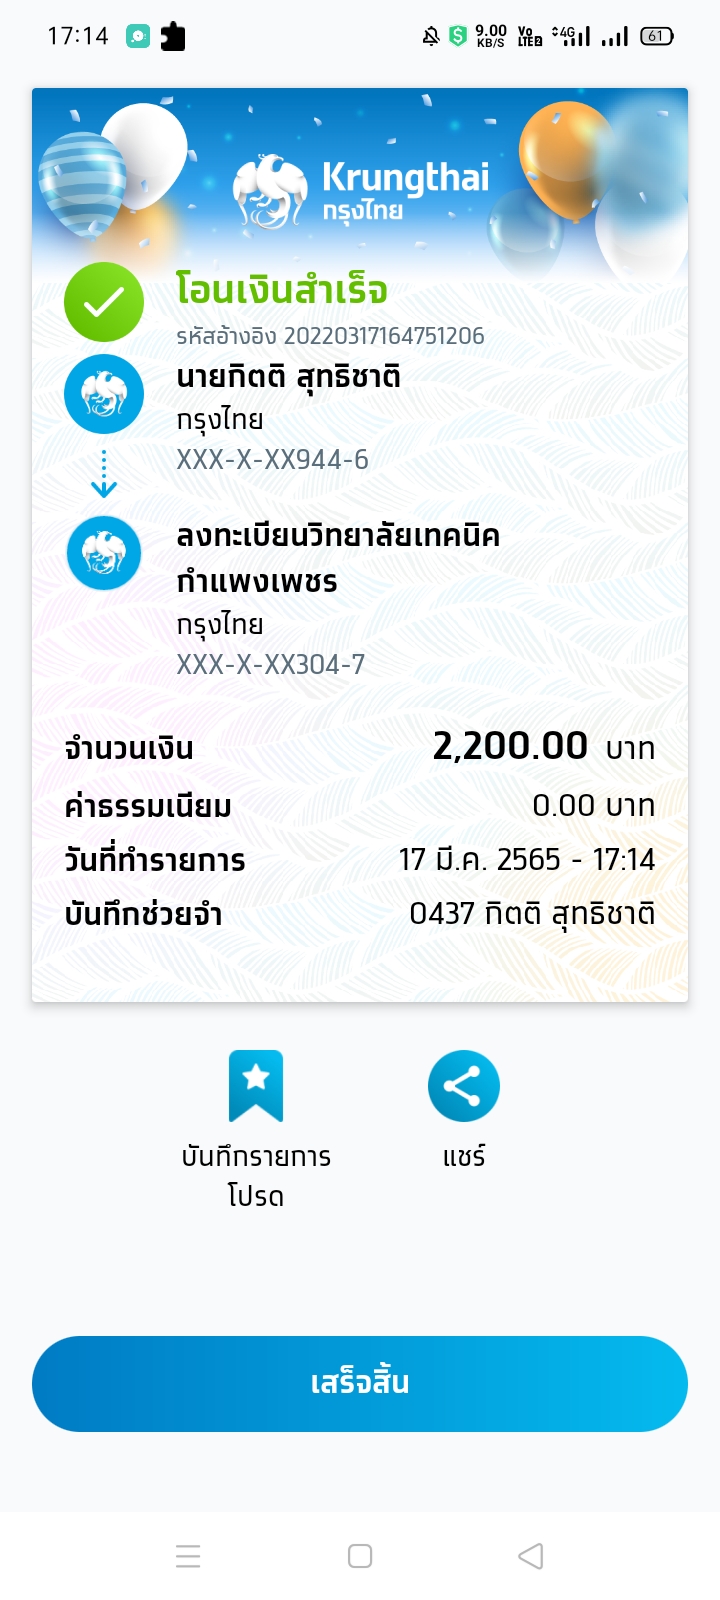 17:14
9.00 KB/S Vo LTE2 4G 61
Krungthai
กรุงไทย
โอนเงินสำเร็จ
รหัสอ้างอิง 20220317164751206
นายกิตติ สุทธิชาติ
กรุงไทย
XXX-X-XX944-6
ลงทะเบียนวิทยาลัยเทคนิค
กำแพงเพชร
กรุงไทย
XXX-X-XX304-7
จำนวนเงิน 2,200.00 บาท
ค่าธรรมเนียม 0.00 บาท
วันที่ทำรายการ 17 มี.ค. 2565 - 17:14
บันทึกช่วยจำ 0437 กิตติ สุทธิชาติ
บันทึกรายการ แชร์
โปรด
เสร็จสิ้น